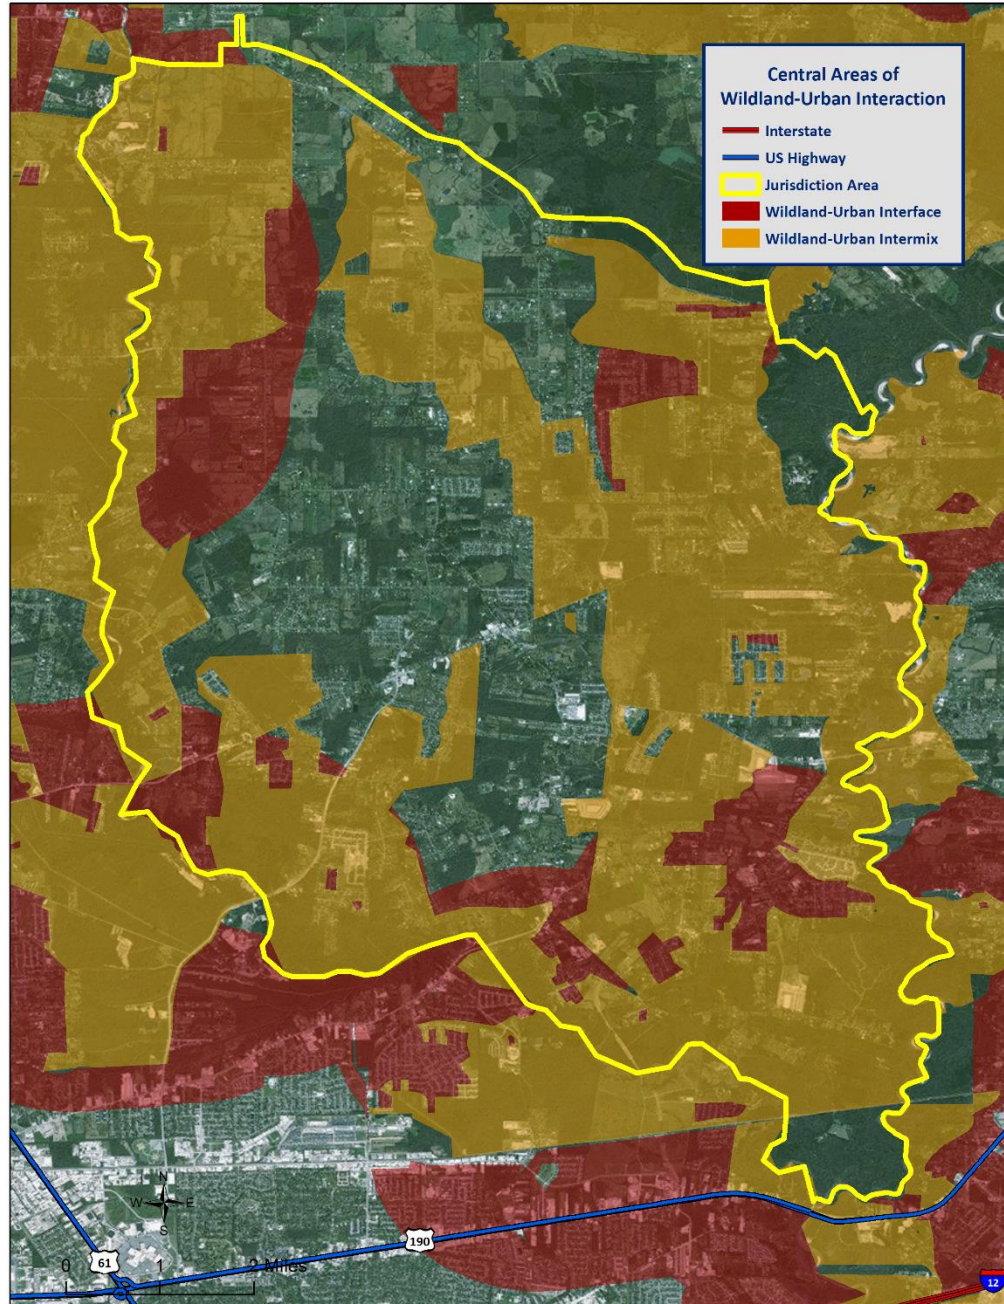 Central Areas of
Wildland-Urban Interaction
Interstate
US Highway
Jurisdiction Area
Wildland-Urban Interface
Wildland-Urban Intermix
N
W E
S
0 1 2 Miles
61
190
12